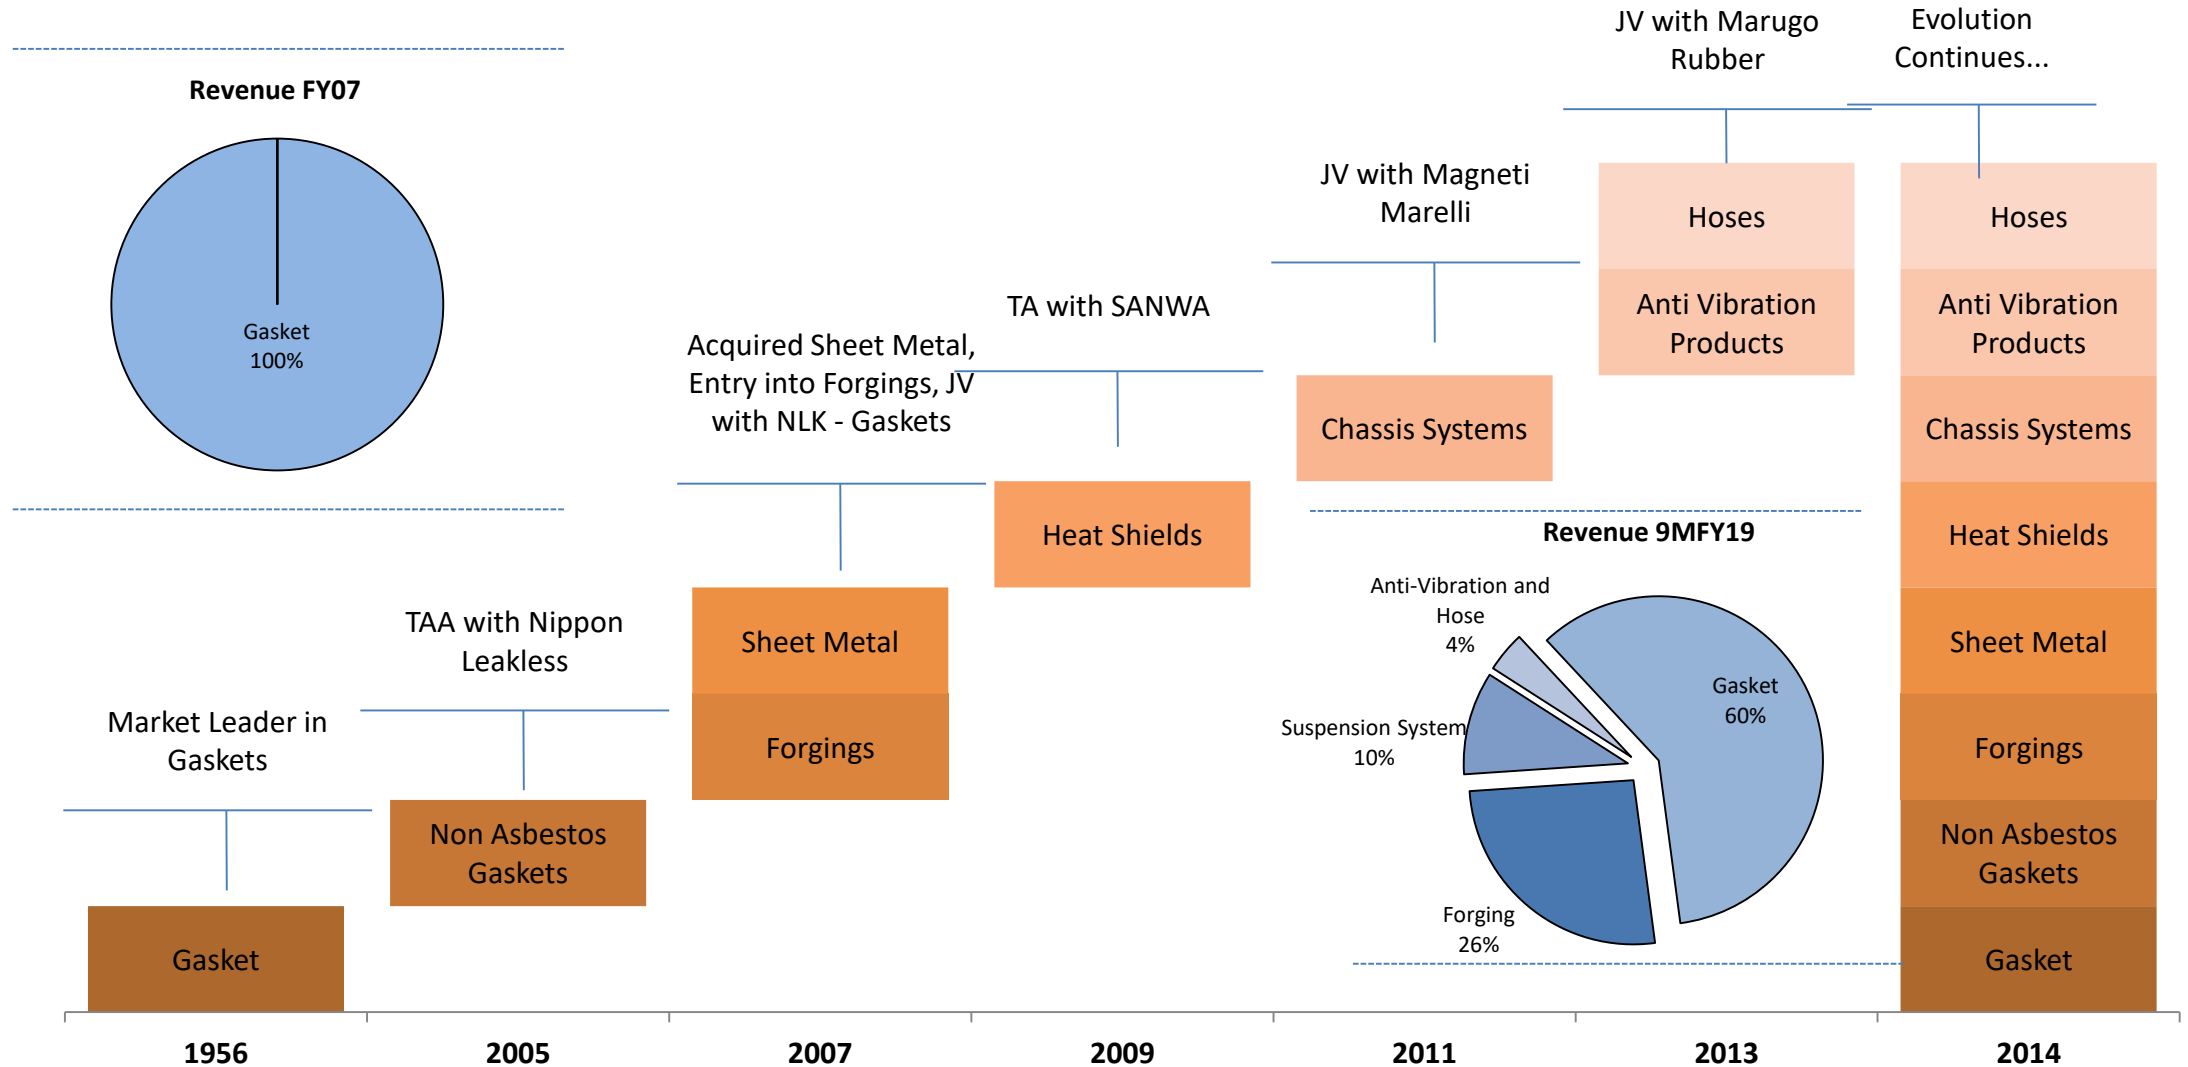 Revenue FY07
Gasket
100%
Market Leader in
Gaskets
Gasket
TAA with Nippon
Leakless
Non Asbestos
Gaskets
Acquired Sheet Metal,
Entry into Forgings, JV
with NLK - Gaskets
Sheet Metal
Forgings
TA with SANWA
Heat Shields
JV with Magneti
Marelli
Chassis Systems
JV with Marugo
Rubber
Hoses
Anti Vibration
Products
Evolution
Continues...
Hoses
Anti Vibration
Products
Chassis Systems
Heat Shields
Sheet Metal
Forgings
Non Asbestos
Gaskets
Gasket
Revenue 9MFY19
Anti-Vibration and
Hose
4%
Gasket
60%
Suspension System
10%
Forging
26%
1956
2005
2007
2009
2011
2013
2014